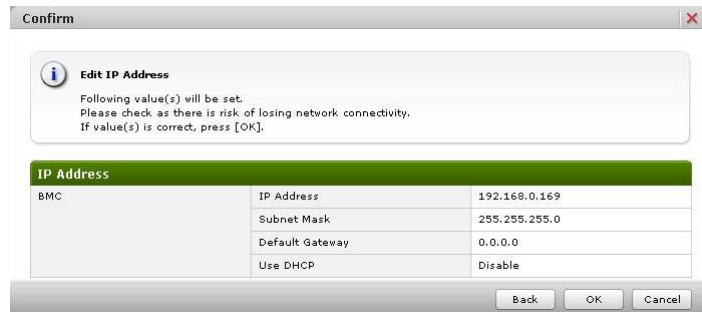 Confirm
Edit IP Address
Following value(s) will be set.
Please check as there is risk of losing network connectivity.
If value(s) is correct, press [OK].
IP Address
BMC IP Address 192.168.0.169
Subnet Mask 255.255.255.0
Default Gateway 0.0.0.0
Use DHCP Disable
Back OK Cancel